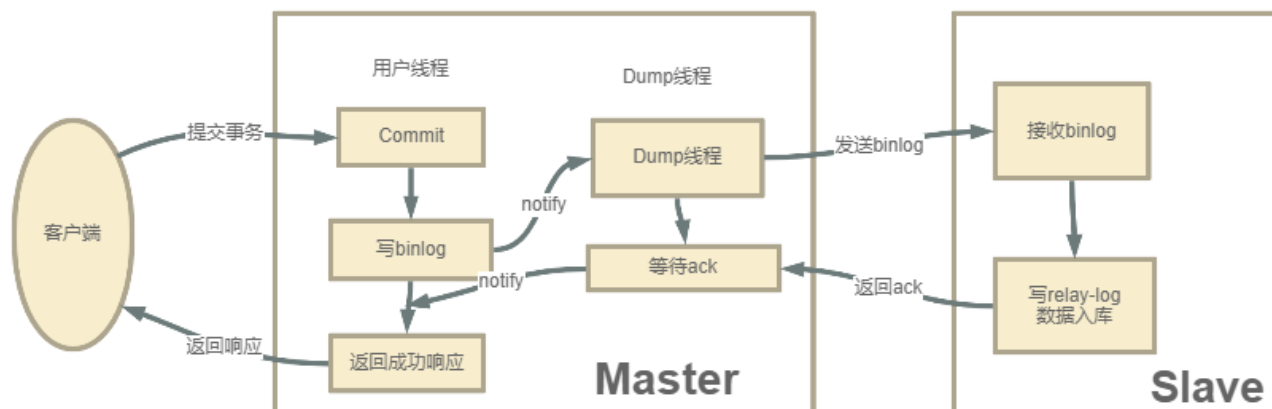 用户线程
Dump线程
提交事务
Commit
Dump线程
发送binlog
接收binlog
客户端
写binlog
notify
等待ack
notify
返回ack
写relay-log
数据入库
返回响应
返回成功响应
Master
Slave